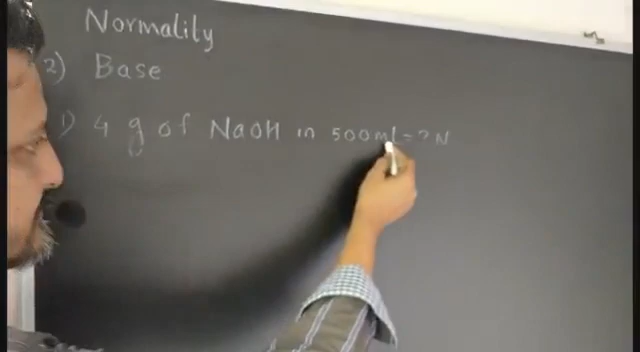 Normality
2) Base
1) 4 g of NaOH in 500ml = ? N